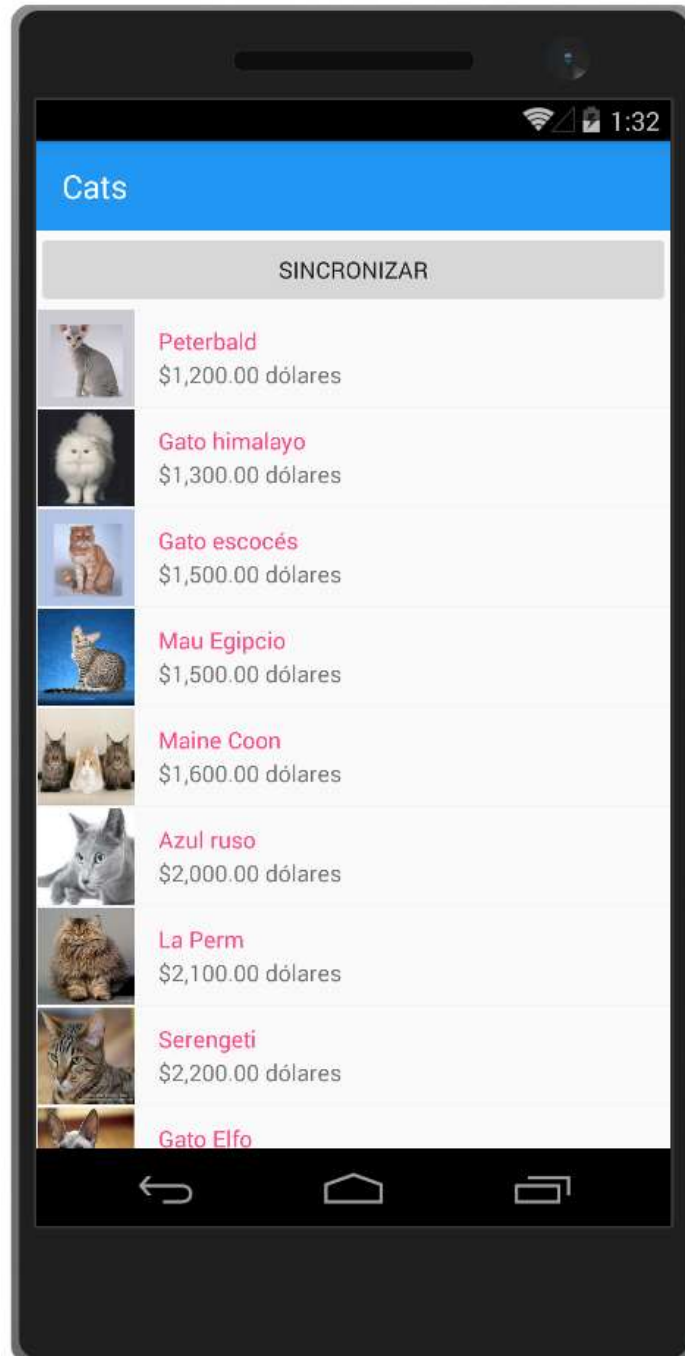 1:32
Cats
SINCRONIZAR
Peterbald
$1,200.00 dólares
Gato himalayo
$1,300.00 dólares
Gato escocés
$1,500.00 dólares
Mau Egipcio
$1,500.00 dólares
Maine Coon
$1,600.00 dólares
Azul ruso
$2,000.00 dólares
La Perm
$2,100.00 dólares
Serengeti
$2,200.00 dólares
Gato Elfo